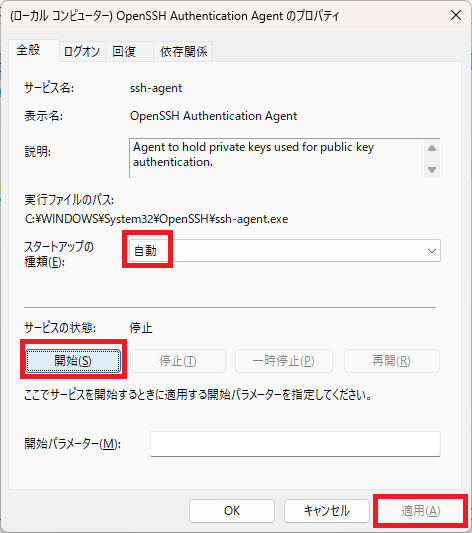 (ローカル コンピューター) OpenSSH Authentication Agent のプロパティ
全般 ログオン 回復 依存関係
サービス名: ssh-agent
表示名: OpenSSH Authentication Agent
説明: Agent to hold private keys used for public key
authentication.
実行ファイルのパス:
C:¥WINDOWS¥System32¥OpenSSH¥ssh-agent.exe
スタートアップの
種類(E): 自動
サービスの状態: 停止
開始(S) 停止(T) 一時停止(P) 再開(R)
ここでサービスを開始するときに適用する開始パラメーターを指定してください。
開始パラメーター(M):
OK キャンセル 適用(A)